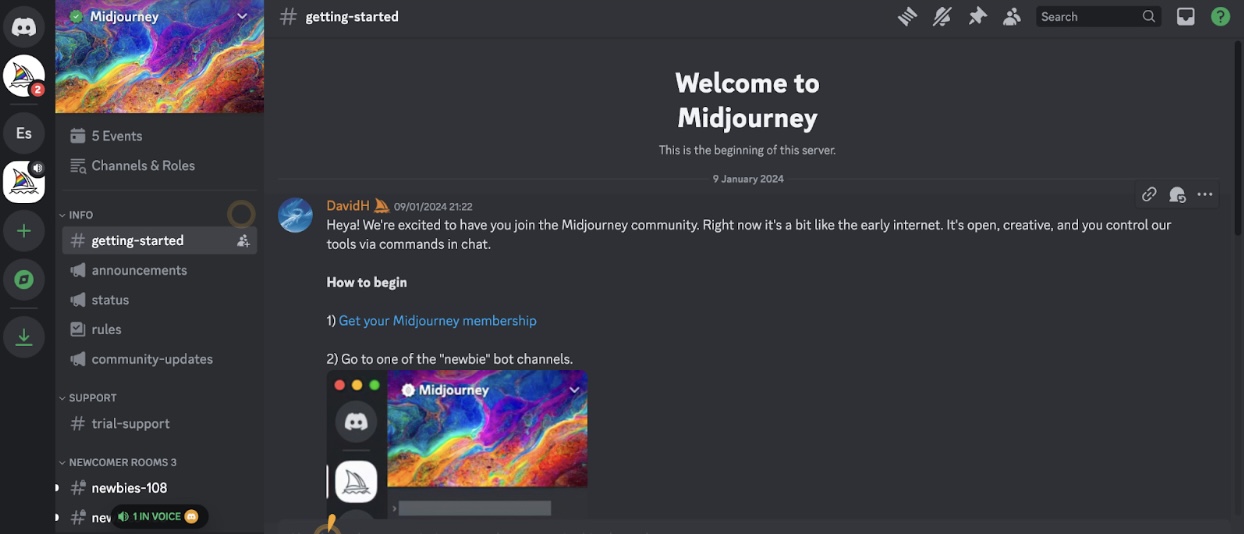 Midjourney
2
Es
5 Events
Channels & Roles
INFO
getting-started
announcements
status
rules
community-updates
SUPPORT
trial-support
NEWCOMER ROOMS 3
newbies-108
new
1 IN VOICE
getting-started
Search
?
Welcome to
Midjourney
This is the beginning of this server.
9 January 2024
DavidH 09/01/2024 21:22
Heya! We're excited to have you join the Midjourney community. Right now it's a bit like the early internet. It's open, creative, and you control our
tools via commands in chat.
How to begin
1) Get your Midjourney membership
2) Go to one of the "newbie" bot channels.
Midjourney